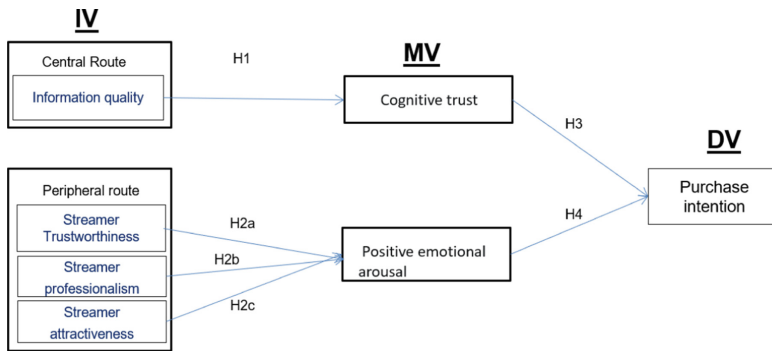 IV
Central Route
Information quality
H1
MV
Cognitive trust
H3
DV
Purchase
intention
Peripheral route
Streamer
Trustworthiness
Streamer
professionalism
Streamer
attractiveness
H2a
H2b
H2c
Positive emotional
arousal
H4